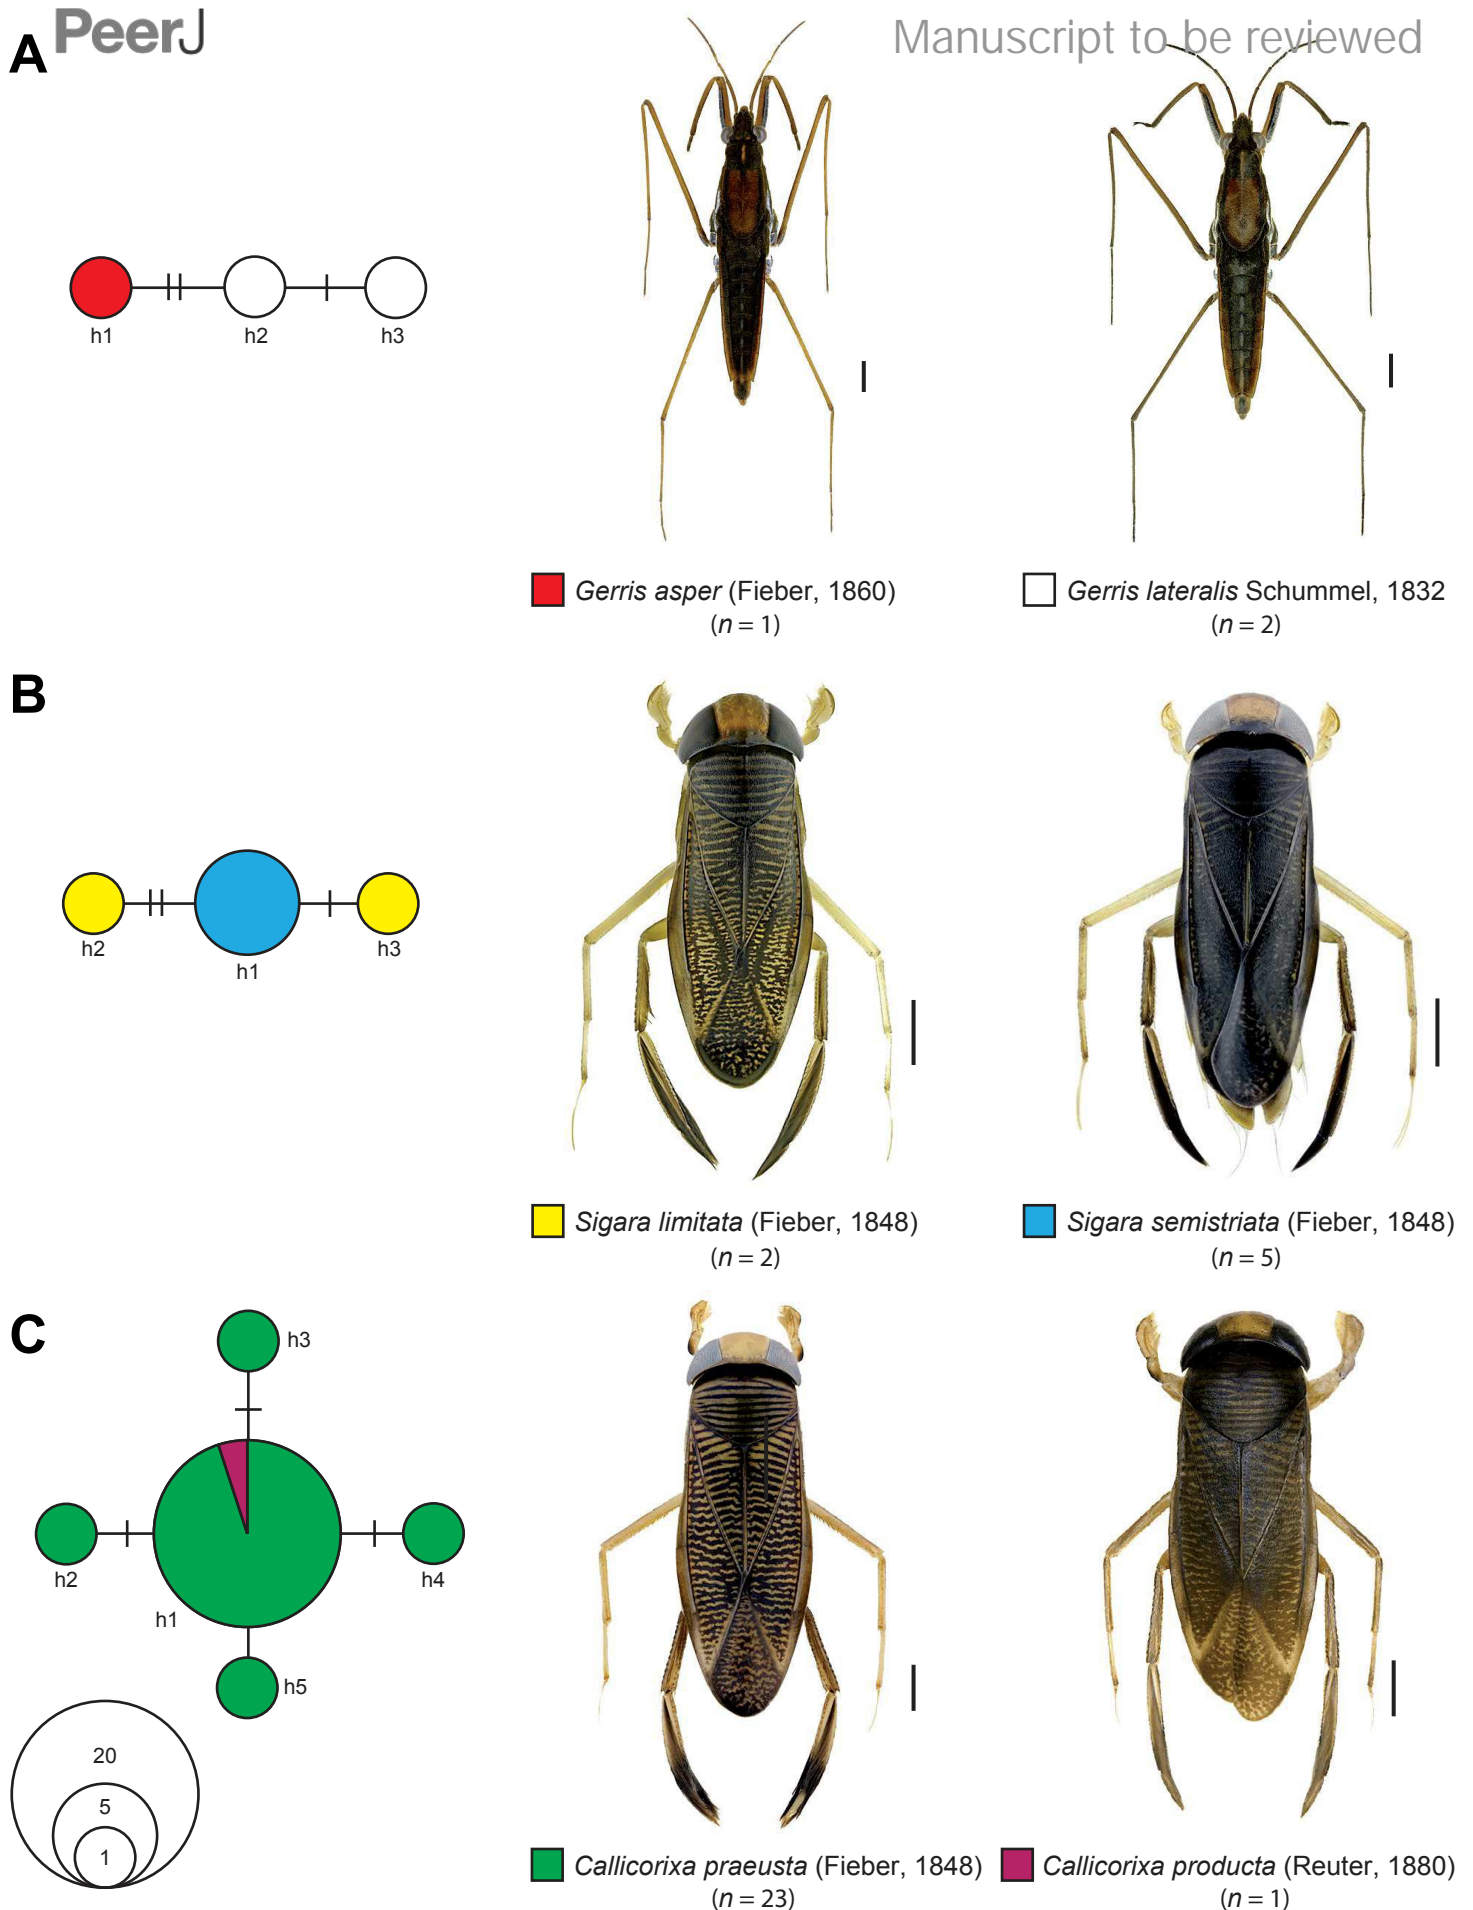 PeerJ
Manuscript to be reviewed
A
h1
h2
h3
Gerris asper (Fieber, 1860)
(n = 1)
Gerris lateralis Schummel, 1832
(n = 2)
B
h2
h1
h3
Sigara limitata (Fieber, 1848)
(n = 2)
Sigara semistriata (Fieber, 1848)
(n = 5)
C
h3
h2
h4
h1
h5
20
5
1
Callicorixa praeusta (Fieber, 1848)
(n = 23)
Callicorixa producta (Reuter, 1880)
(n = 1)